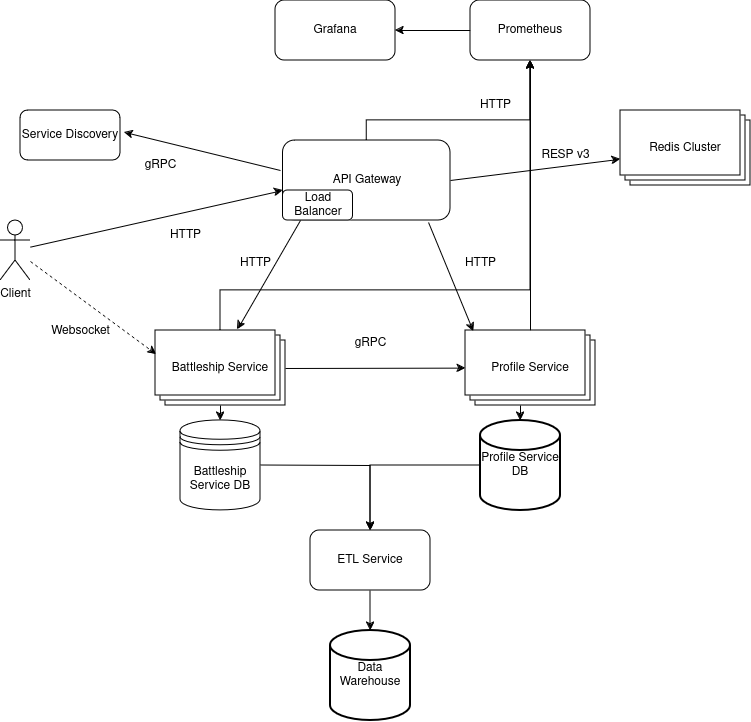 Grafana
Prometheus
HTTP
Service Discovery
gRPC
API Gateway
RESP v3
Redis Cluster
Load
Balancer
HTTP
Client
HTTP
HTTP
Websocket
gRPC
Battleship Service
Profile Service
Battleship
Service DB
Profile Service
DB
ETL Service
Data
Warehouse